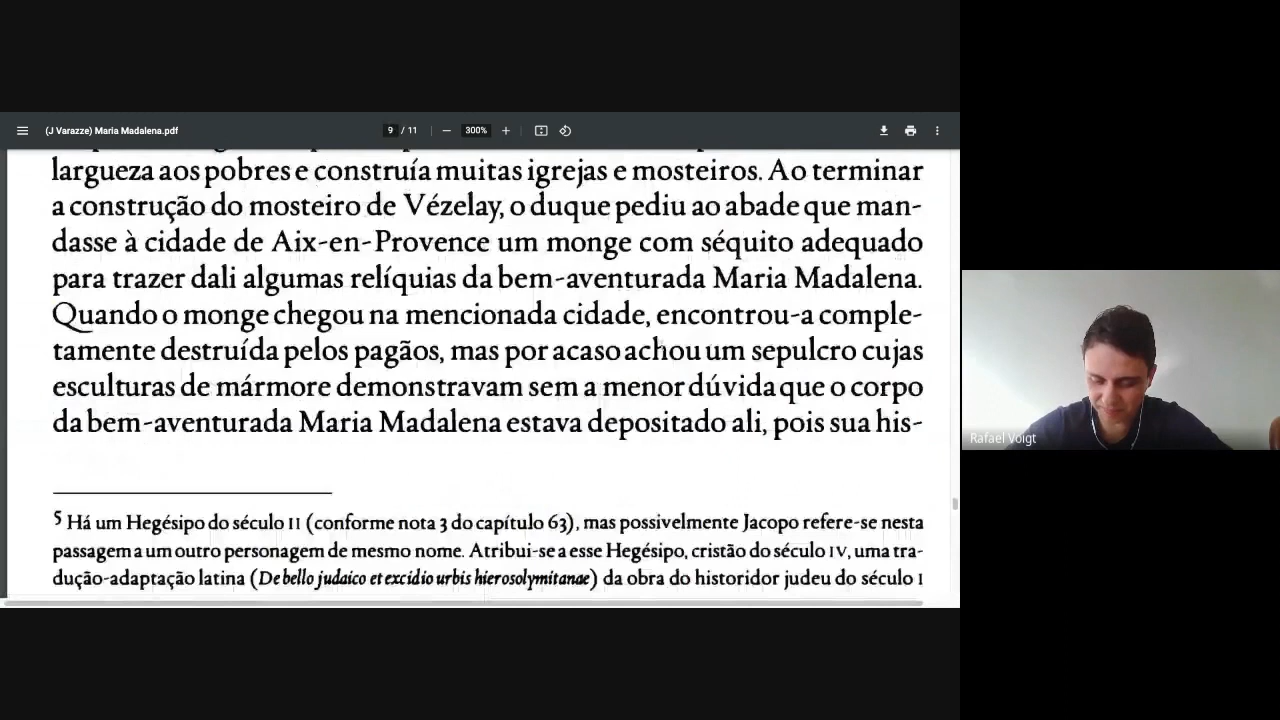 (J Varazze) Maria Madalena.pdf
9 / 11
300%
largueza aos pobres e construía muitas igrejas e mosteiros. Ao terminar
a construção do mosteiro de Vézelay, o duque pediu ao abade que man-
dasse à cidade de Aix-en-Provence um monge com séquito adequado
para trazer dali algumas relíquias da bem-aventurada Maria Madalena.
Quando o monge chegou na mencionada cidade, encontrou-a comple-
tamente destruída pelos pagãos, mas por acaso achou um sepulcro cujas
esculturas de mármore demonstravam sem a menor dúvida que o corpo
da bem-aventurada Maria Madalena estava depositado ali, pois sua his-
5 Há um Hegésipo do século II (conforme nota 3 do capítulo 63), mas possivelmente Jacopo refere-se nesta
passagem a um outro personagem de mesmo nome. Atribui-se a esse Hegésipo, cristão do século IV, uma tra-
dução-adaptação latina (De bello judaico et excidio urbis hierosolymitanae) da obra do historidor judeu do século I
Rafael Voigt